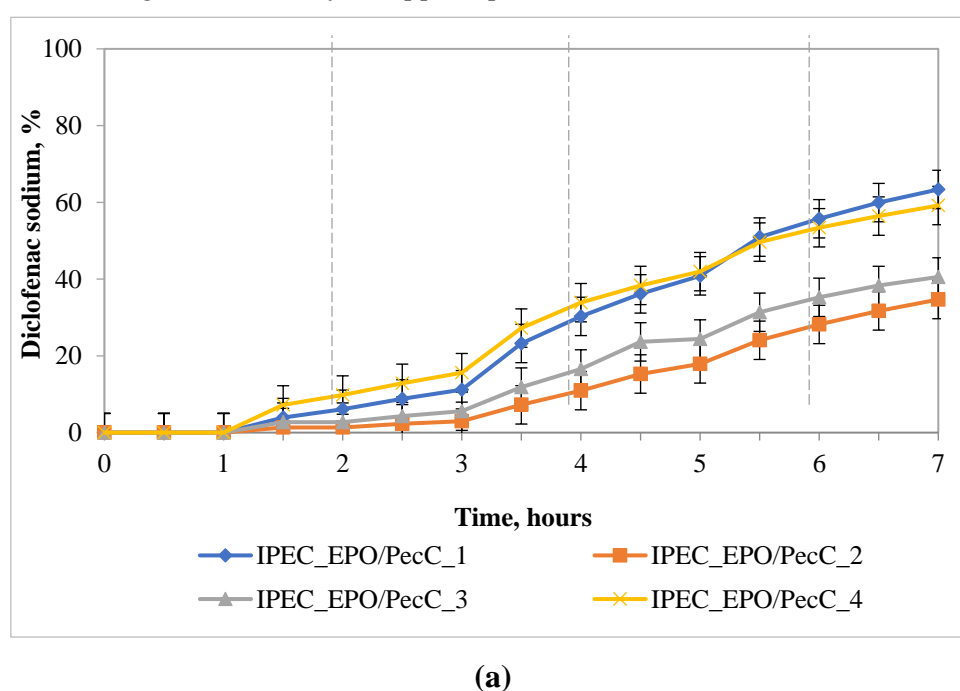 100
80
60
40
20
0
Diclofenac sodium, %
0 1 2 3 4 5 6 7
Time, hours
IPEC_EPO/PecC_1 IPEC_EPO/PecC_2
IPEC_EPO/PecC_3 IPEC_EPO/PecC_4
(a)